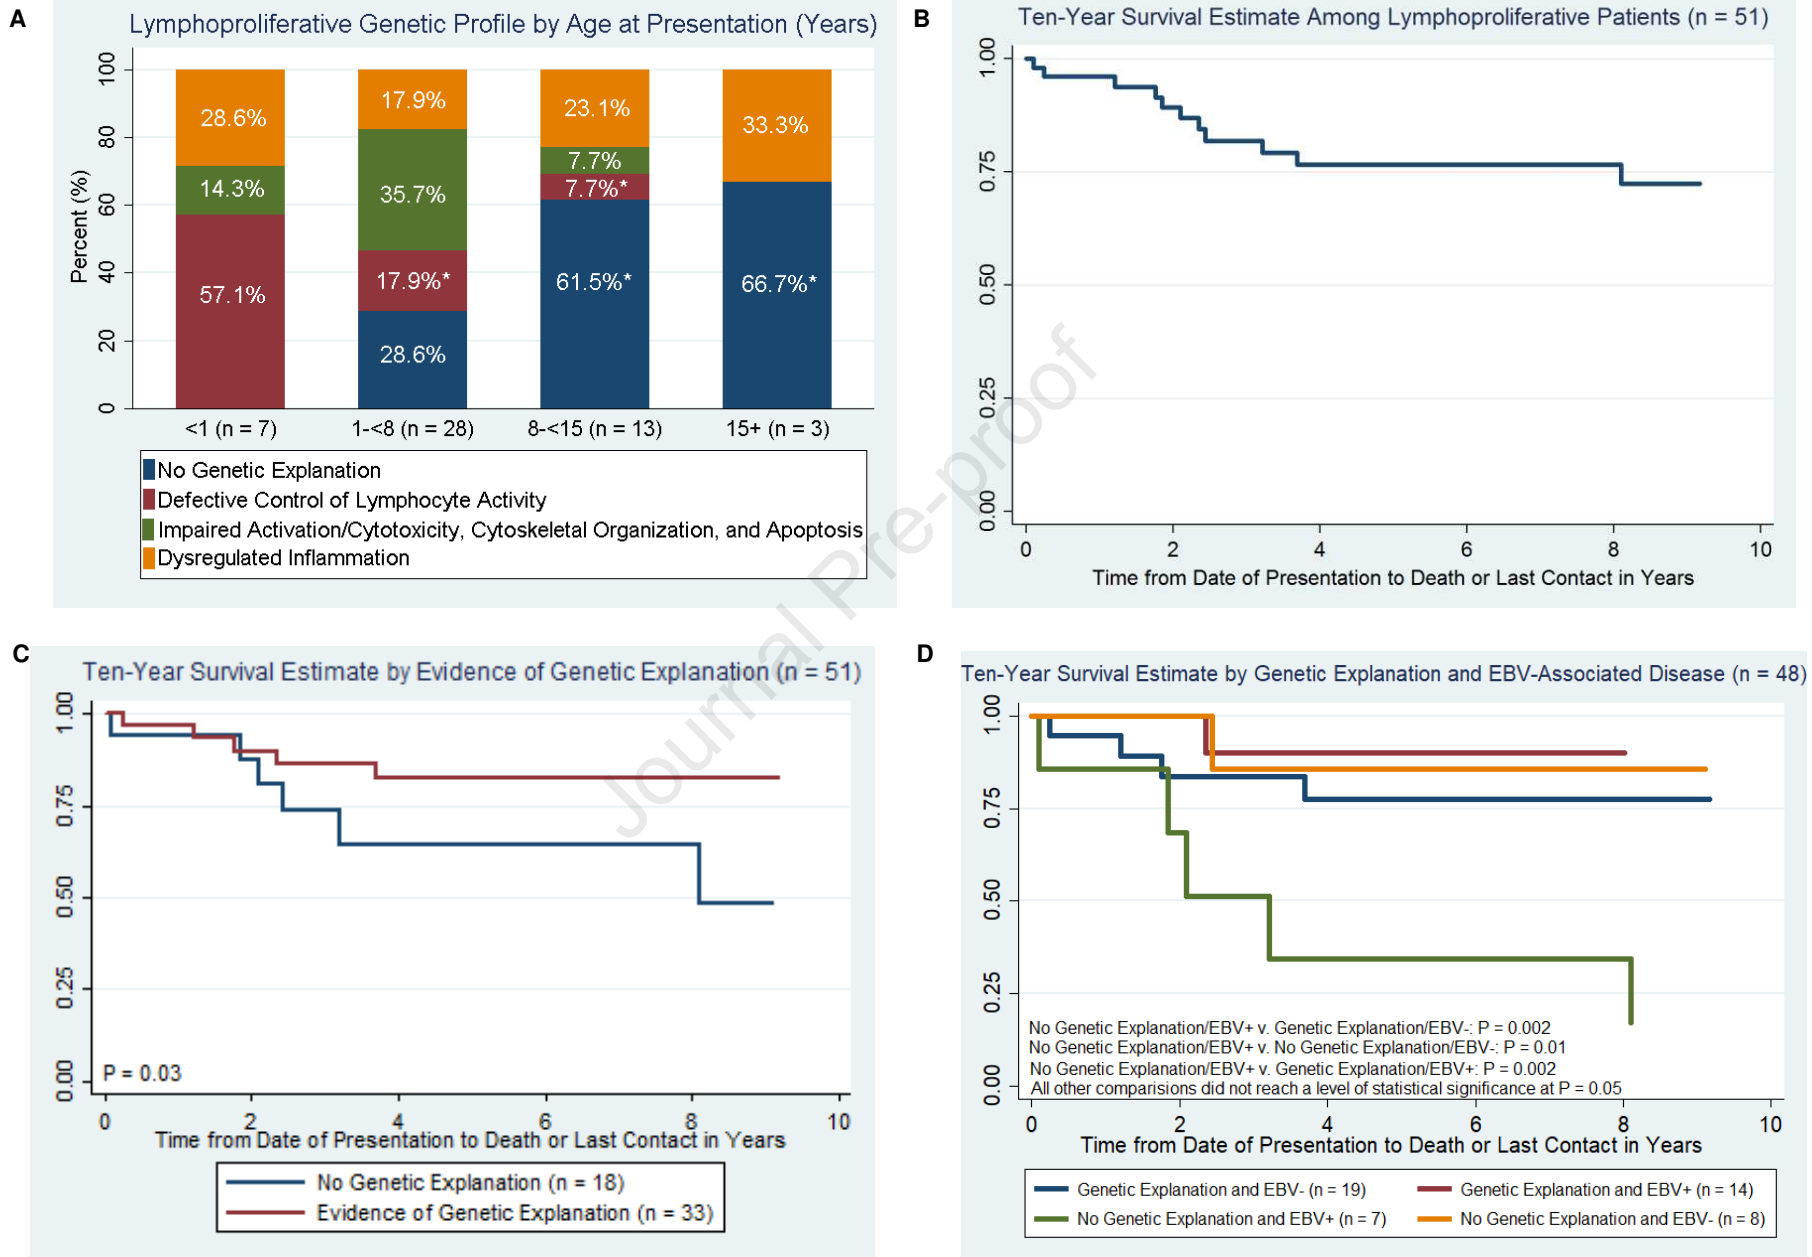 A
Lymphoproliferative Genetic Profile by Age at Presentation (Years)
Percent (%)
100
80
60
40
20
0
28.6%
14.3%
57.1%
17.9%
35.7%
17.9%*
28.6%
23.1%
7.7%
7.7%*
61.5%*
33.3%
66.7%*
<1 (n = 7)
1-<8 (n = 28)
8-<15 (n = 13)
15+ (n = 3)
No Genetic Explanation
Defective Control of Lymphocyte Activity
Impaired Activation/Cytotoxicity, Cytoskeletal Organization, and Apoptosis
Dysregulated Inflammation
B
Ten-Year Survival Estimate Among Lymphoproliferative Patients (n = 51)
1.00
0.75
0.50
0.25
0.00
0 2 4 6 8 10
Time from Date of Presentation to Death or Last Contact in Years
Journal Pre-proof
C
Ten-Year Survival Estimate by Evidence of Genetic Explanation (n = 51)
1.00
0.75
0.50
0.25
0.00
P = 0.03
0 2 4 6 8 10
Time from Date of Presentation to Death or Last Contact in Years
No Genetic Explanation (n = 18)
Evidence of Genetic Explanation (n = 33)
D
Ten-Year Survival Estimate by Genetic Explanation and EBV-Associated Disease (n = 48)
1.00
0.75
0.50
0.25
0.00
No Genetic Explanation/EBV+ v. Genetic Explanation/EBV-: P = 0.002
No Genetic Explanation/EBV+ v. No Genetic Explanation/EBV-: P = 0.01
No Genetic Explanation/EBV+ v. Genetic Explanation/EBV+: P = 0.002
All other comparisions did not reach a level of statistical significance at P = 0.05
0 2 4 6 8 10
Time from Date of Presentation to Death or Last Contact in Years
Genetic Explanation and EBV- (n = 19)
Genetic Explanation and EBV+ (n = 14)
No Genetic Explanation and EBV+ (n = 7)
No Genetic Explanation and EBV- (n = 8)